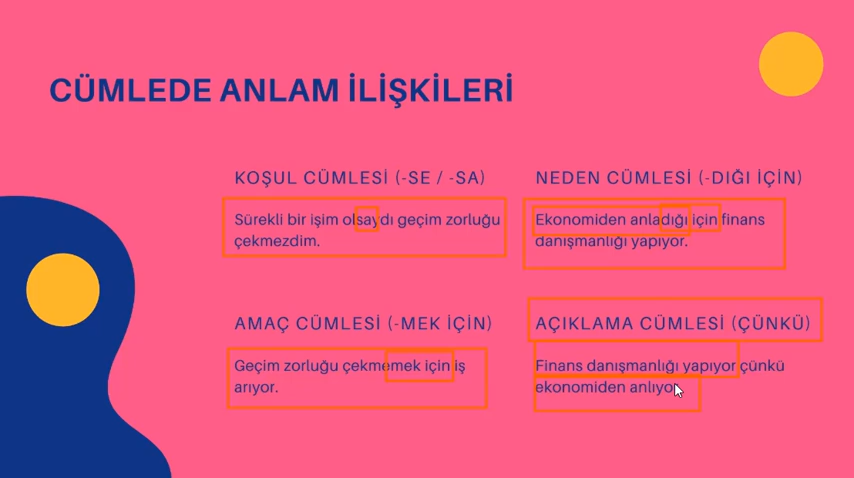 CÜMLEDE ANLAM İLİŞKİLERİ
KOŞUL CÜMLESİ (-SE / -SA)
Sürekli bir işim olsaydı geçim zorluğu
çekmezdim.
NEDEN CÜMLESİ (-DIĞI İÇİN)
Ekonomiden anladığı için finans
danışmanlığı yapıyor.
AMAÇ CÜMLESİ (-MEK İÇİN)
Geçim zorluğu çekmemek için iş
arıyor.
AÇIKLAMA CÜMLESİ (ÇÜNKÜ)
Finans danışmanlığı yapıyor çünkü
ekonomiden anlıyor